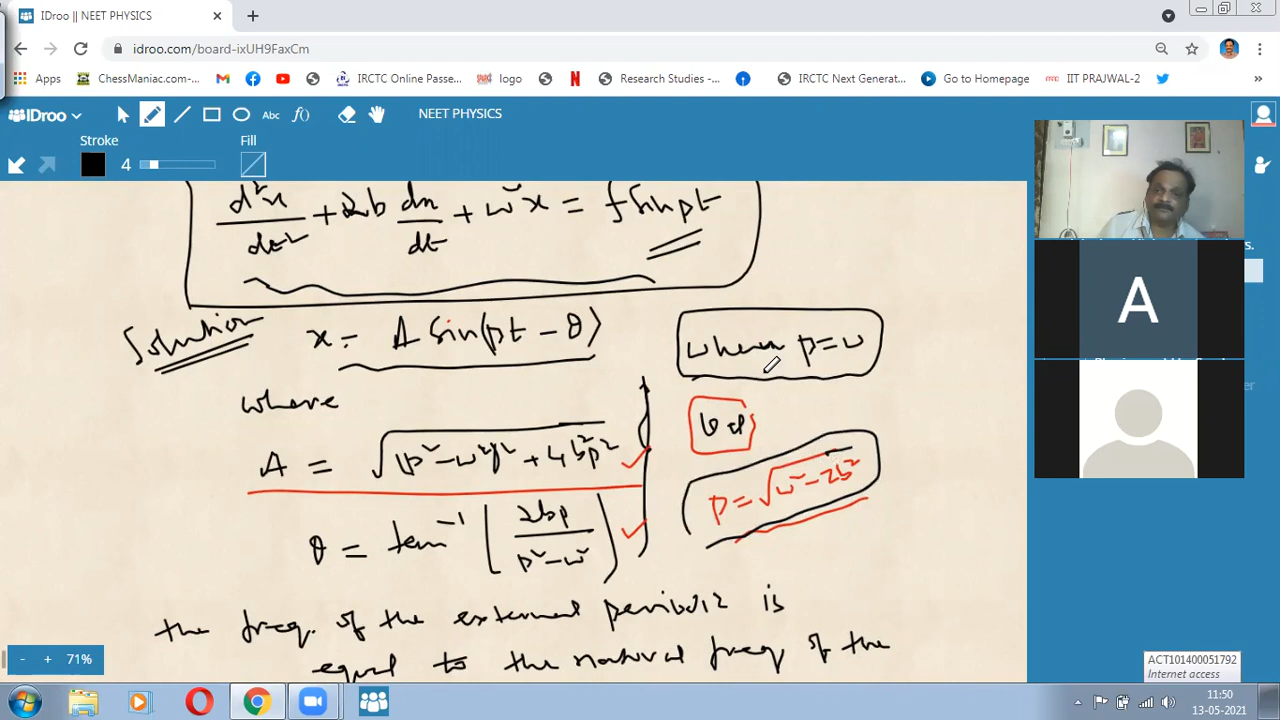 IDroo || NEET PHYSICS
idroo.com/board-ixUH9FaxCm
Apps ChessManiac.com-... IRCTC Online Passe... logo N Research Studies -... IRCTC Next Generat... Go to Homepage IIT PRAJWAL-2 »
IDroo Abc f() NEET PHYSICS
Stroke Fill
4
d²x/dt² + 2b dx/dt + ω²x = f sin pt
Solution x = A sin(pt - θ) when p=ω
where
A = √(p²-ω²)² + 4b²p²
p = √ω²-2b²
θ = tan⁻¹ [2bp / p²-ω²)
the freq. of the external periodic is
equal to the natural freq of the
A
s.
- + 71%
ACT101400051792
Internet access
11:50
13-05-2021